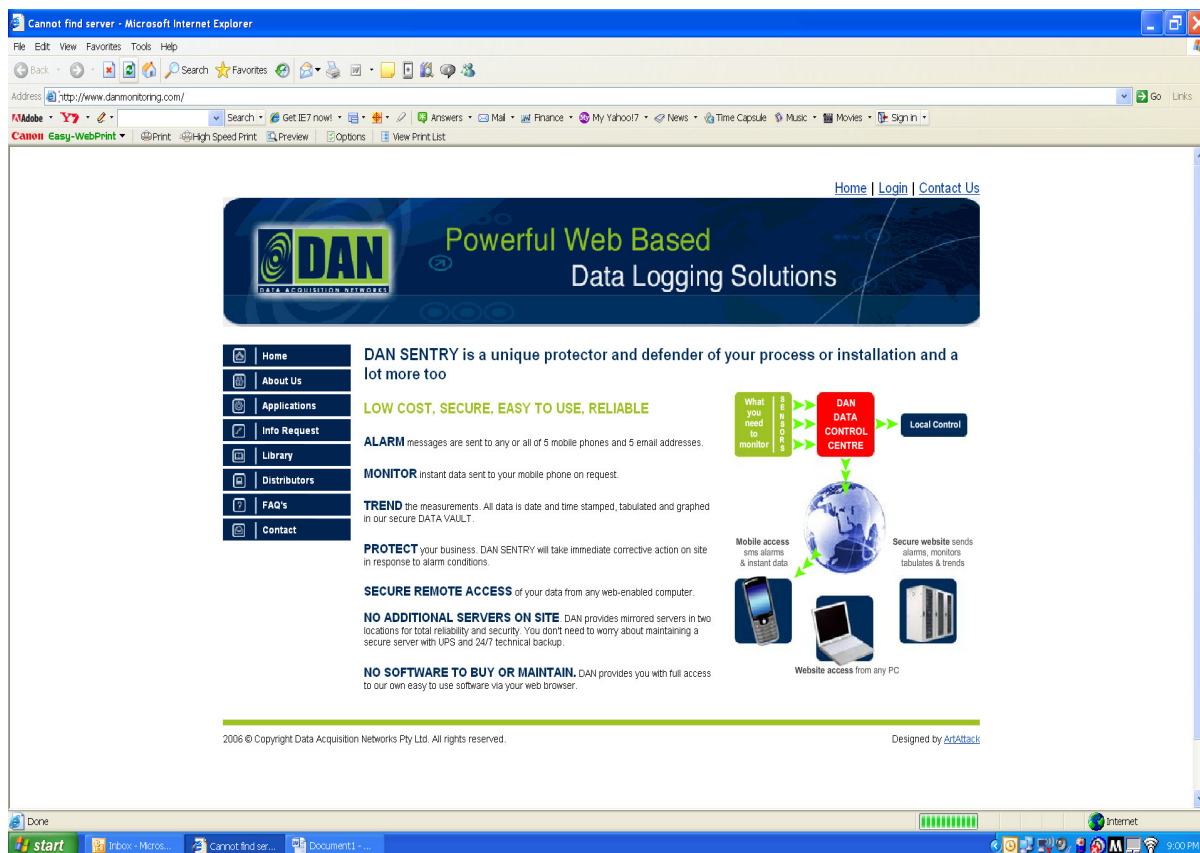 Cannot find server - Microsoft Internet Explorer
File Edit View Favorites Tools Help
Back Search Favorites
Address http://www.danmonitoring.com/ Go Links
Adobe Y7 Search Get IE7 now! Answers Mail Finance My Yahoo!7 News Time Capsule Music Movies Sign in
Canon Easy-WebPrint Print High Speed Print Preview Options View Print List
Home | Login | Contact Us
DAN
DATA ACQUISITION NETWORKS
Powerful Web Based
Data Logging Solutions
Home
About Us
Applications
Info Request
Library
Distributors
FAQ's
Contact
DAN SENTRY is a unique protector and defender of your process or installation and a
lot more too
LOW COST, SECURE, EASY TO USE, RELIABLE
ALARM messages are sent to any or all of 5 mobile phones and 5 email addresses.
MONITOR instant data sent to your mobile phone on request.
TREND the measurements. All data is date and time stamped, tabulated and graphed
in our secure DATA VAULT.
PROTECT your business. DAN SENTRY will take immediate corrective action on site
in response to alarm conditions.
SECURE REMOTE ACCESS of your data from any web-enabled computer.
NO ADDITIONAL SERVERS ON SITE. DAN provides mirrored servers in two
locations for total reliability and security. You don't need to worry about maintaining a
secure server with UPS and 24/7 technical backup.
NO SOFTWARE TO BUY OR MAINTAIN. DAN provides you with full access
to our own easy to use software via your web browser.
What
you
need
to
monitor
SENSORS
DAN
DATA
CONTROL
CENTRE
Local Control
Mobile access
sms alarms
& instant data
Secure website sends
alarms, monitors
tabulates & trends
Website access from any PC
2006 © Copyright Data Acquisition Networks Pty Ltd. All rights reserved.
Designed by ArtAttack
Done
Internet
start Inbox - Micros... Cannot find ser... Document1 - ... 9:00 PM